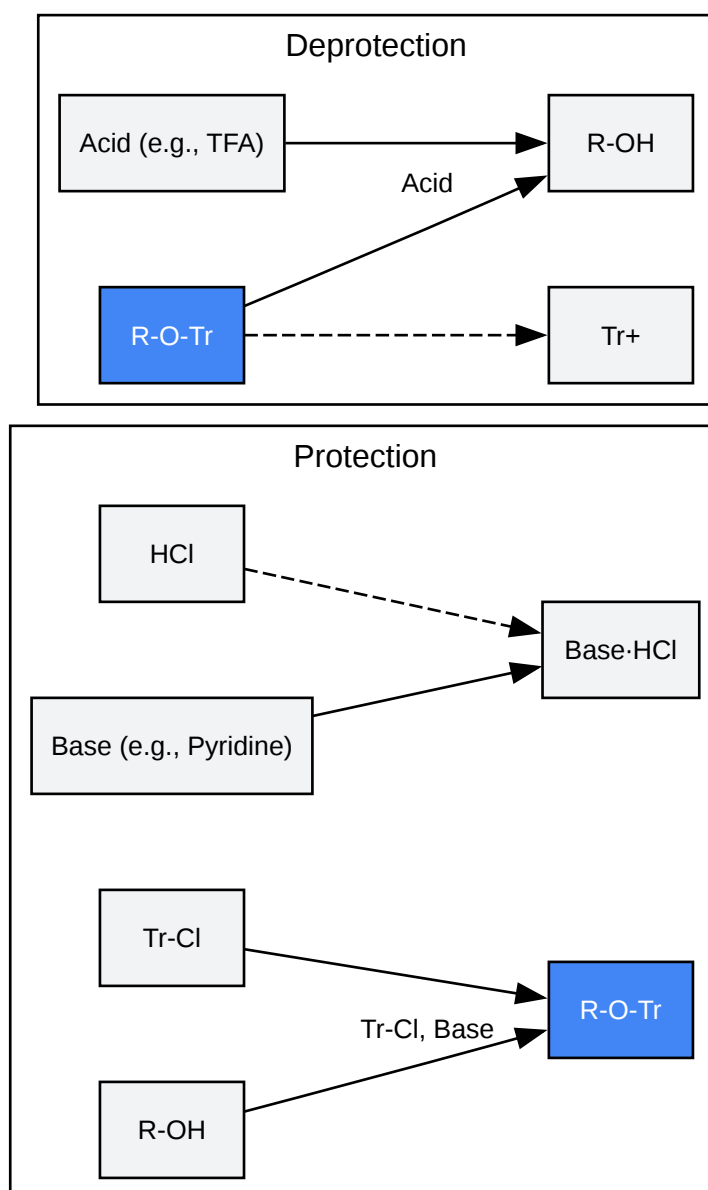 Deprotection
Acid (e.g., TFA)
R-OH
Acid
R-O-Tr
Tr+
Protection
HCl
Base·HCl
Base (e.g., Pyridine)
Tr-Cl
R-O-Tr
Tr-Cl, Base
R-OH